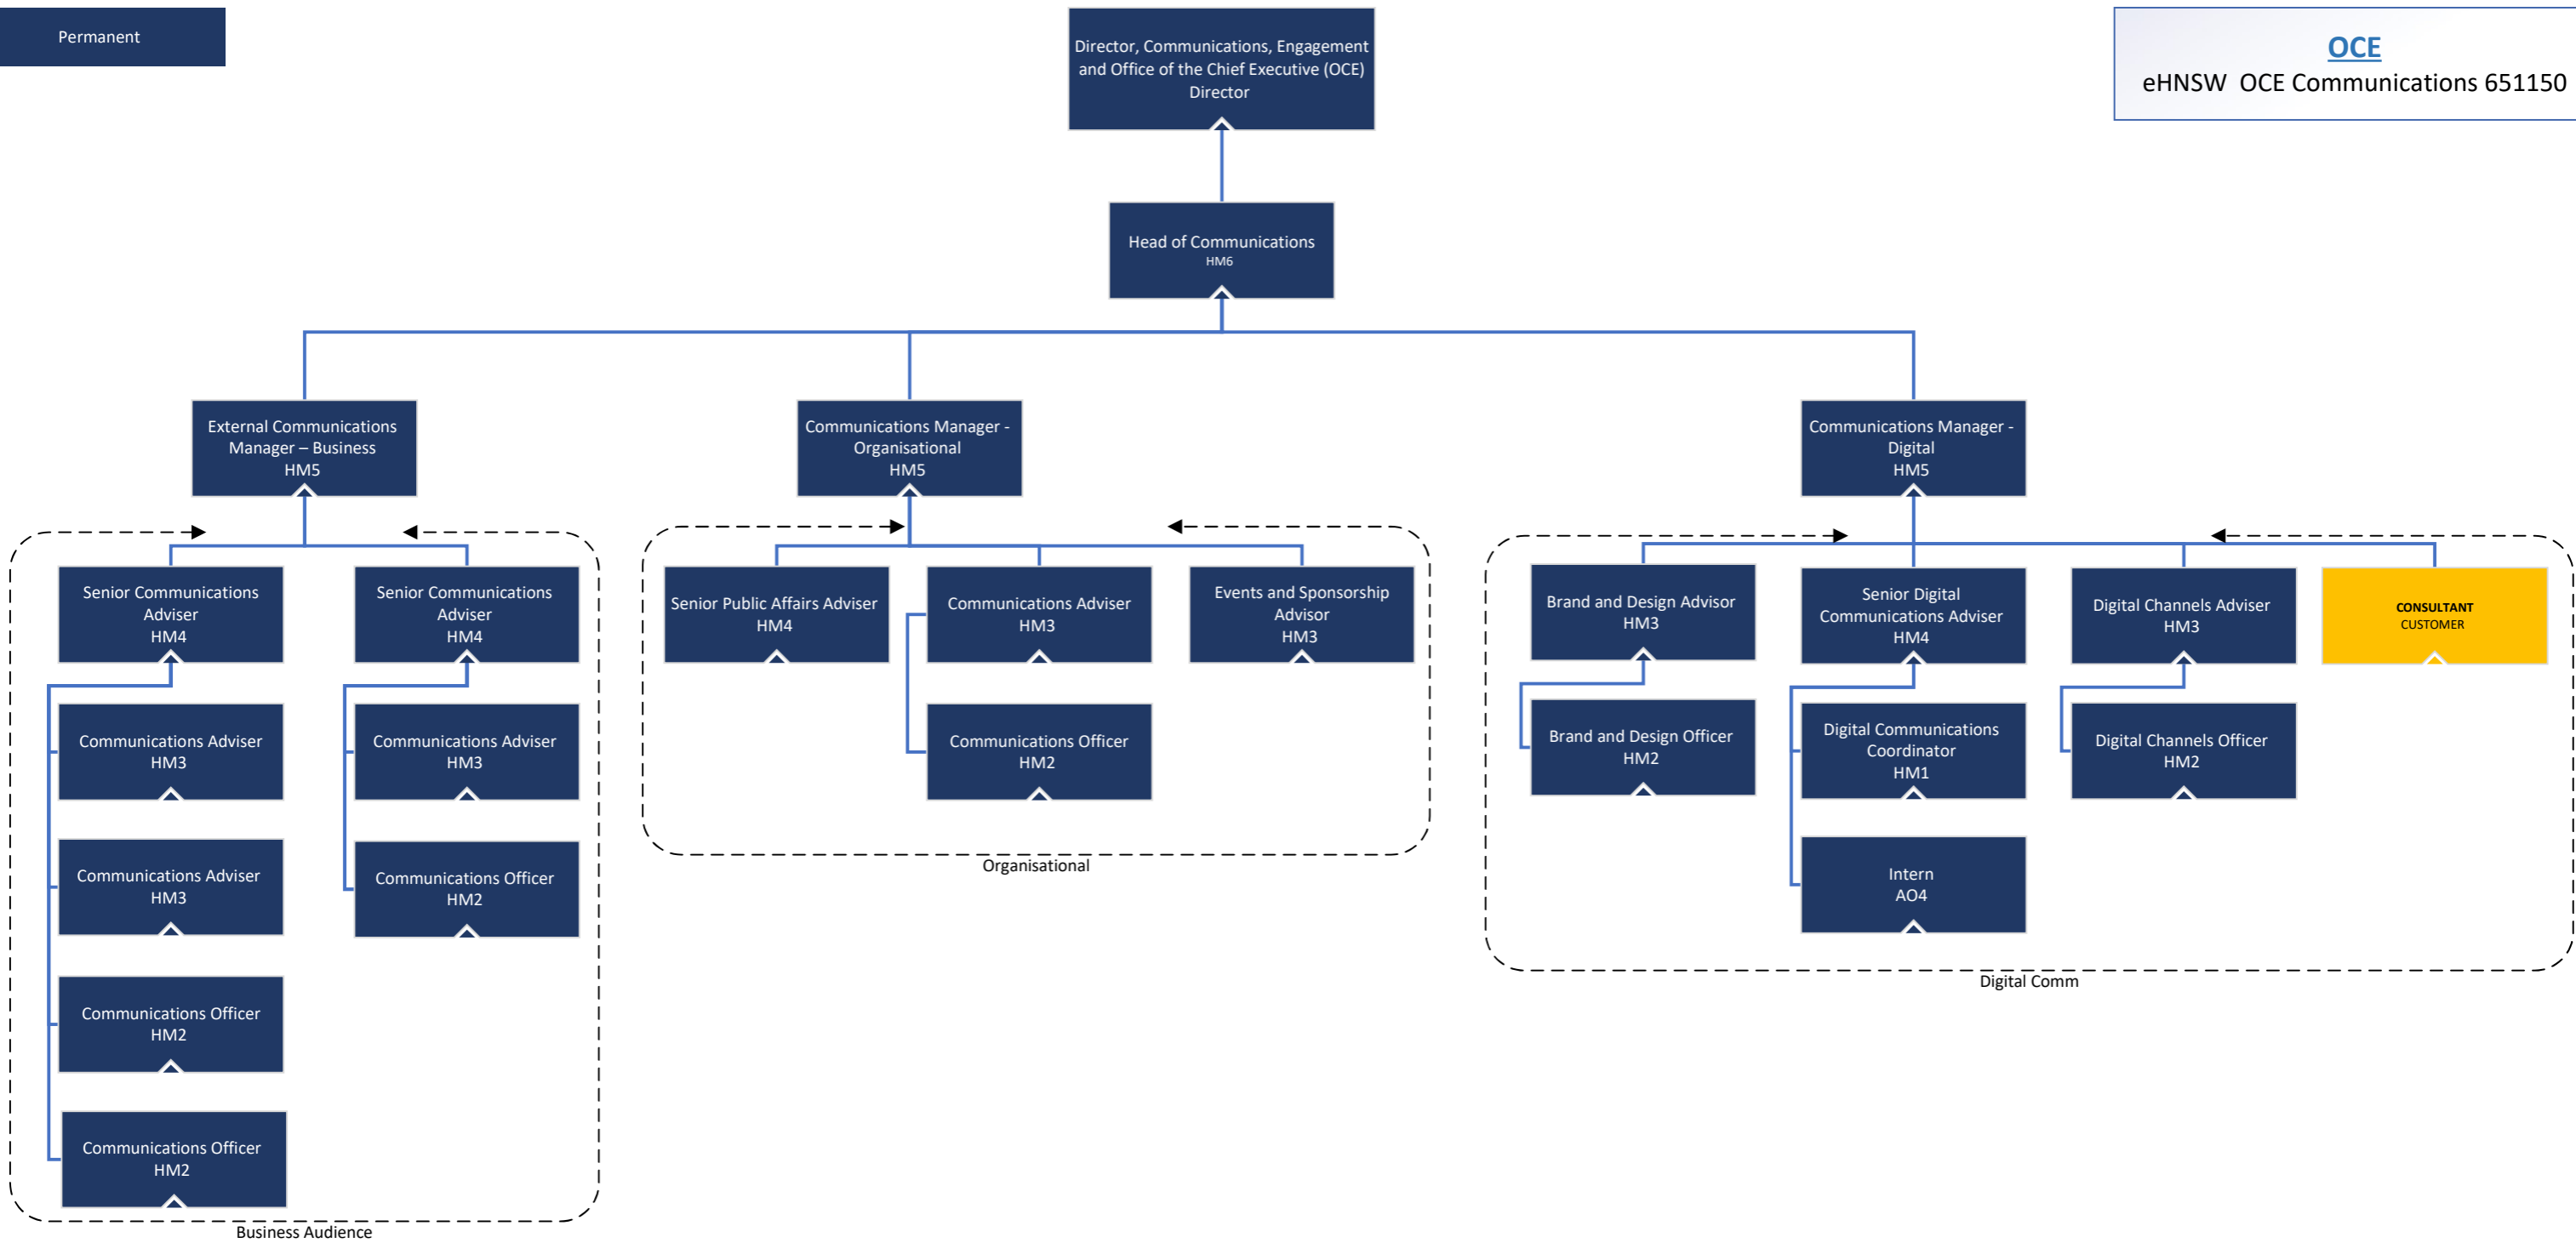 Permanent
Director, Communications, Engagement
and Office of the Chief Executive (OCE)
Director
OCE
eHNSW  OCE Communications 651150
Head of Communications
HM6
External Communications
Manager – Business
HM5
Communications Manager -
Organisational
HM5
Communications Manager -
Digital
HM5
Senior Communications
Adviser
HM4
Senior Communications
Adviser
HM4
Senior Public Affairs Adviser
HM4
Communications Adviser
HM3
Events and Sponsorship
Advisor
HM3
Brand and Design Advisor
HM3
Senior Digital
Communications Adviser
HM4
Digital Channels Adviser
HM3
CONSULTANT
CUSTOMER
Communications Adviser
HM3
Communications Adviser
HM3
Communications Officer
HM2
Brand and Design Officer
HM2
Digital Communications
Coordinator
HM1
Digital Channels Officer
HM2
Communications Adviser
HM3
Communications Officer
HM2
Organisational
Intern
AO4
Digital Comm
Communications Officer
HM2
Communications Officer
HM2
Business Audience